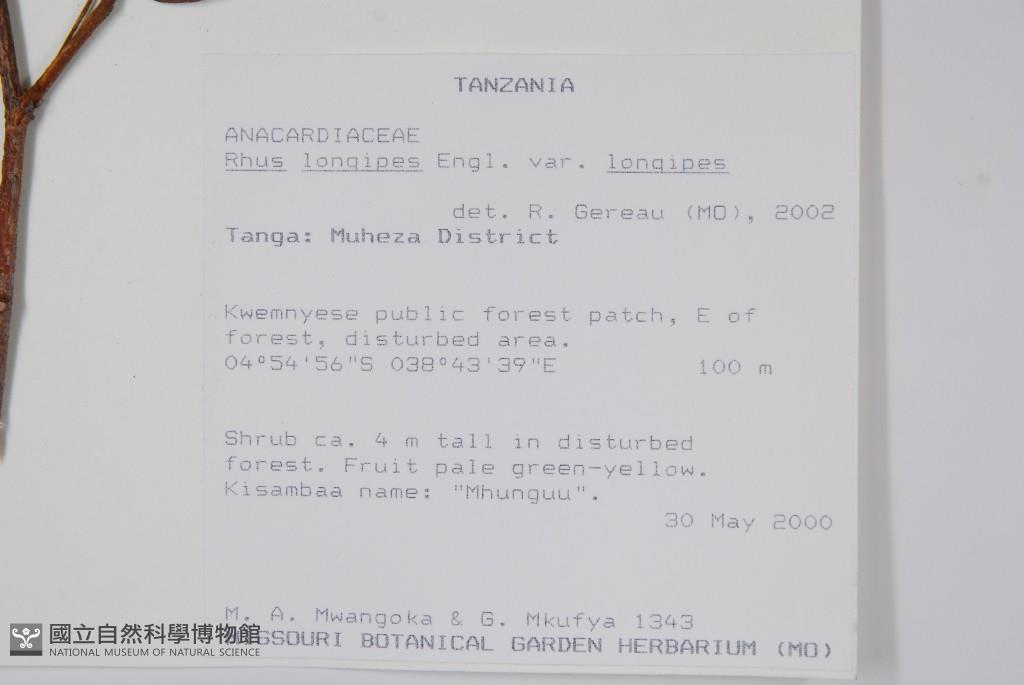 TANZANIA
ANACARDIACEAE
Rhus longipes Engl. var. longipes
det. R. Gereau (MO), 2002
Tanga: Muheza District
Kwemnyese public forest patch, E of
forest, disturbed area.
04°54'56"S 038°43'39"E 100 m
Shrub ca. 4 m tall in disturbed
forest. Fruit pale green-yellow.
Kisambaa name: "Mhunguu".
30 May 2000
M. A. Mwangoka & G. Mkufya 1343
MISSOURI BOTANICAL GARDEN HERBARIUM (MO)
國立自然科學博物館
NATIONAL MUSEUM OF NATURAL SCIENCE